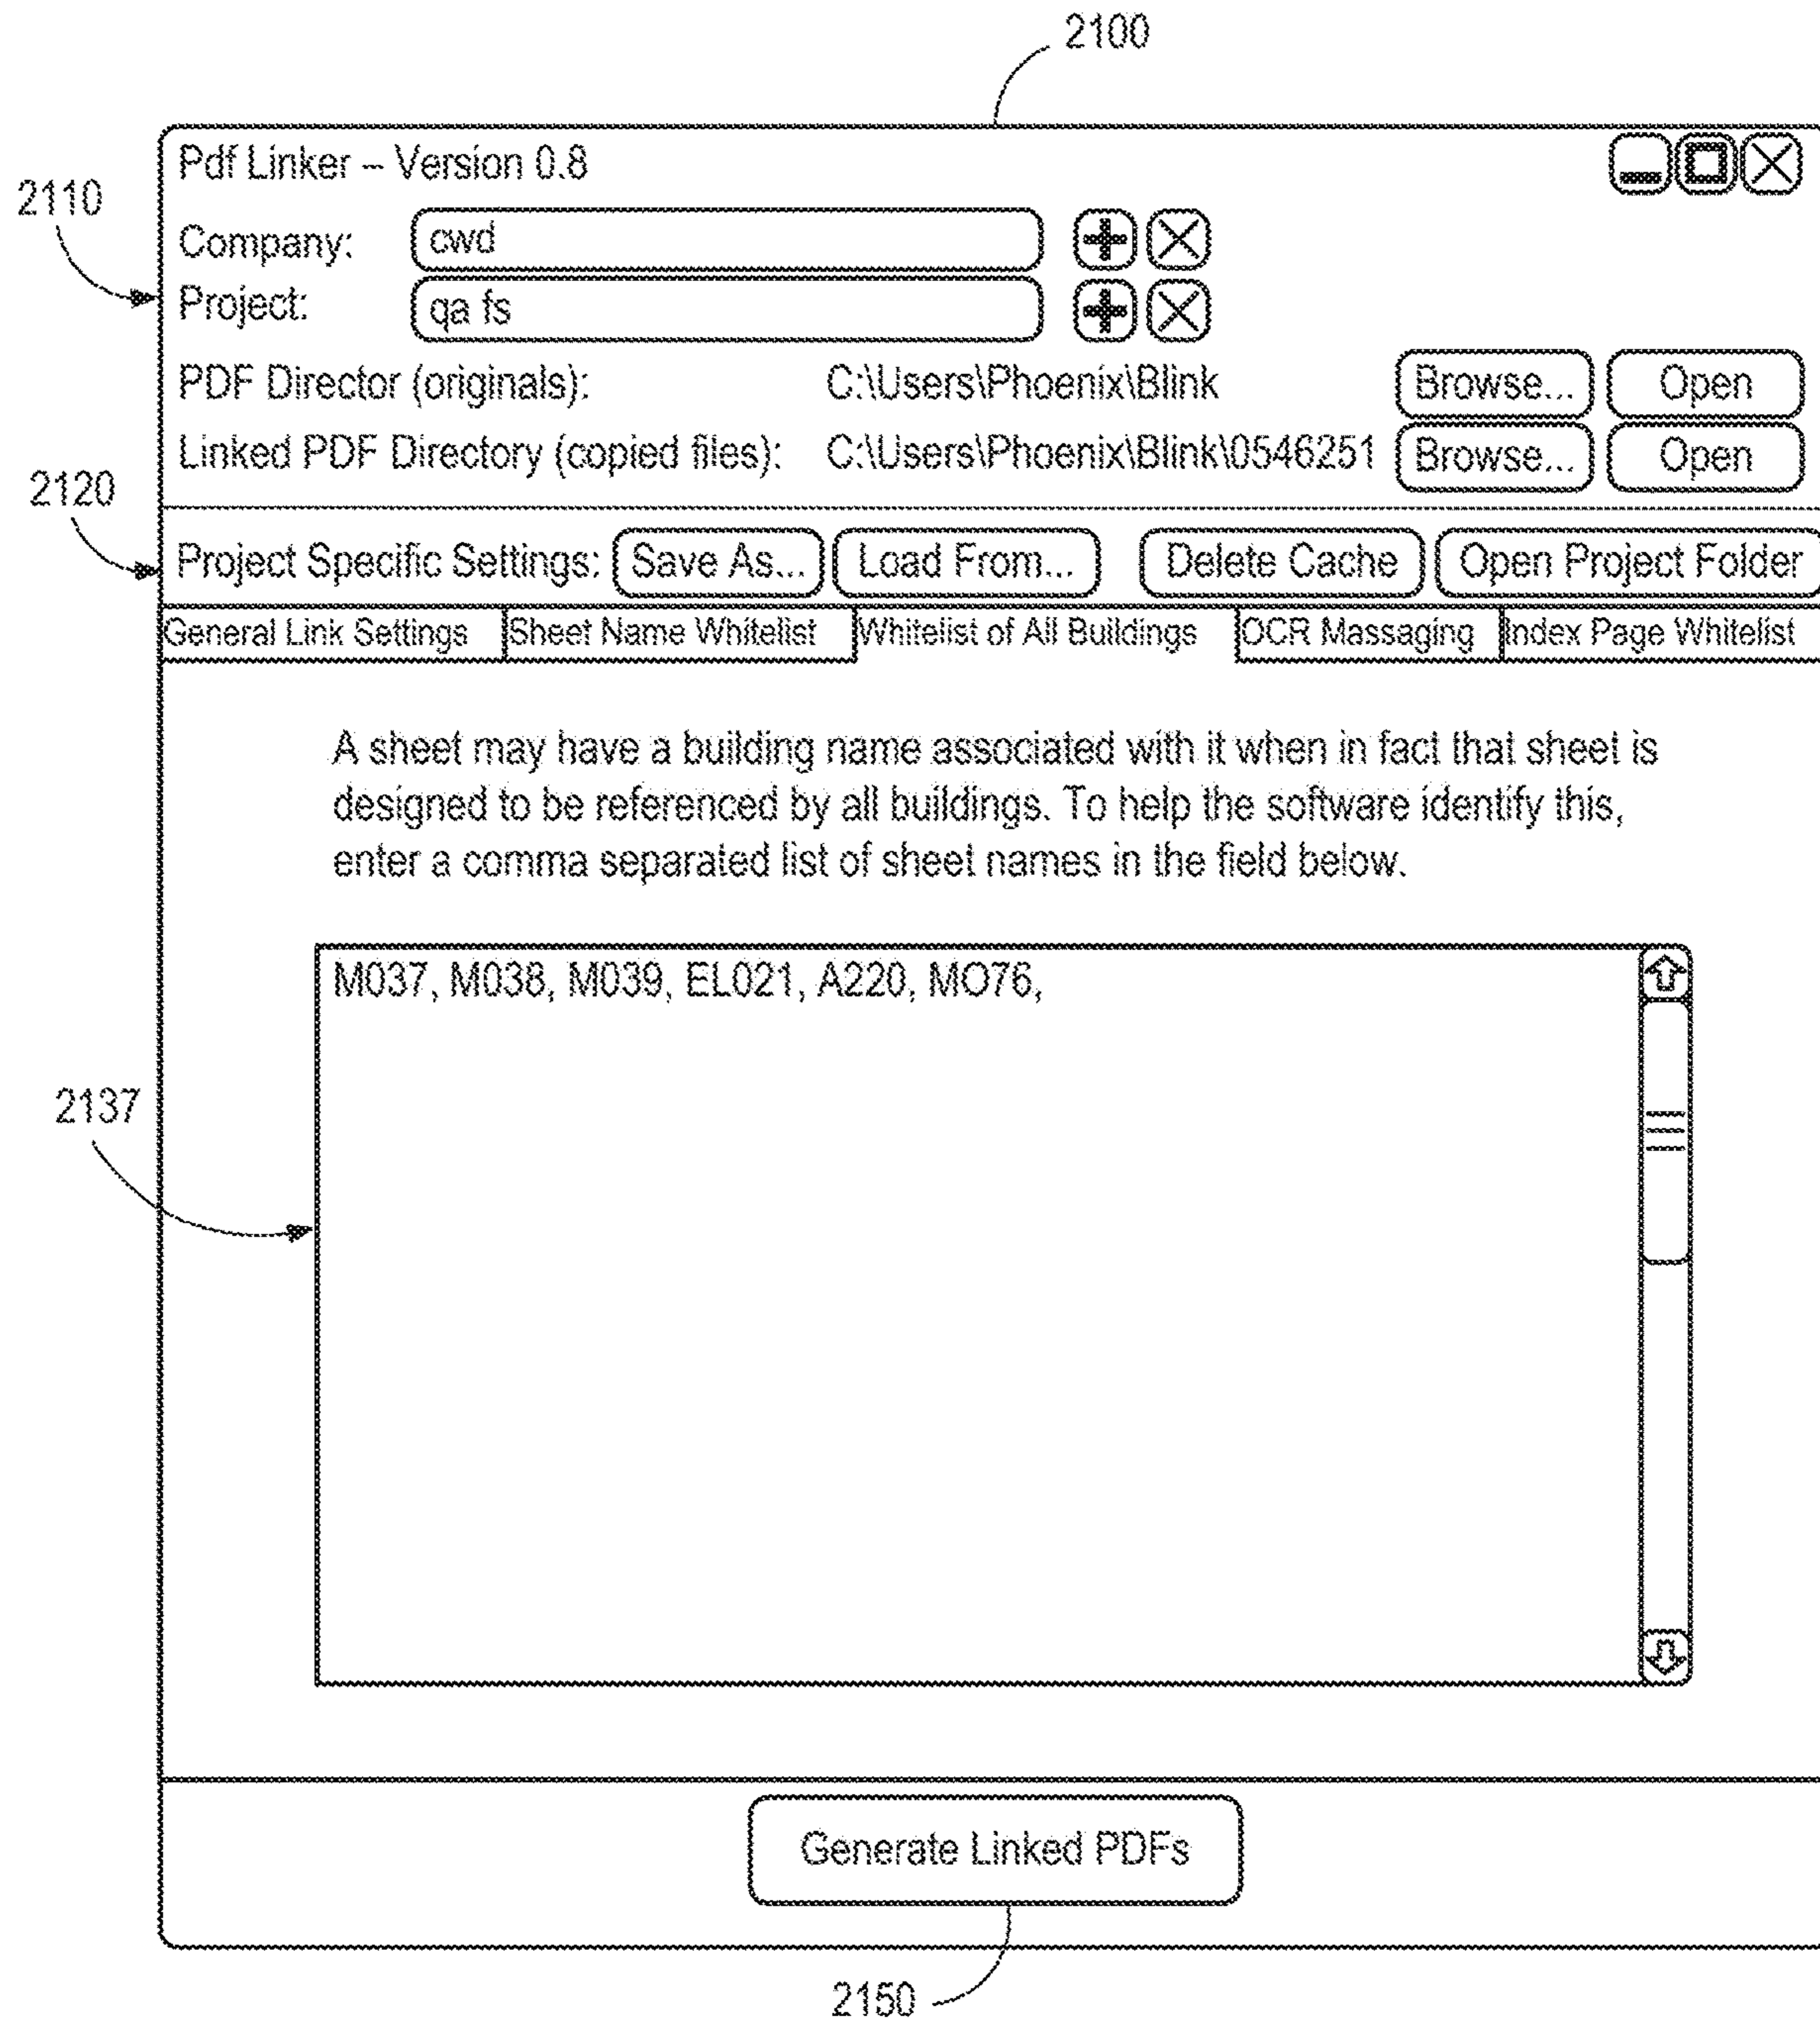 2100
Pdf Linker – Version 0.8
2110
Company: cwd
Project: qa fs
PDF Director (originals): C:\Users\Phoenix\Blink Browse... Open
Linked PDF Directory (copied files): C:\Users\Phoenix\Blink\0546251 Browse... Open
2120
Project Specific Settings: Save As... Load From... Delete Cache Open Project Folder
General Link Settings Sheet Name Whitelist Whitelist of All Buildings OCR Massaging Index Page Whitelist
A sheet may have a building name associated with it when in fact that sheet is
designed to be referenced by all buildings. To help the software identify this,
enter a comma separated list of sheet names in the field below.
M037, M038, M039, EL021, A220, MO76,
2137
Generate Linked PDFs
2150